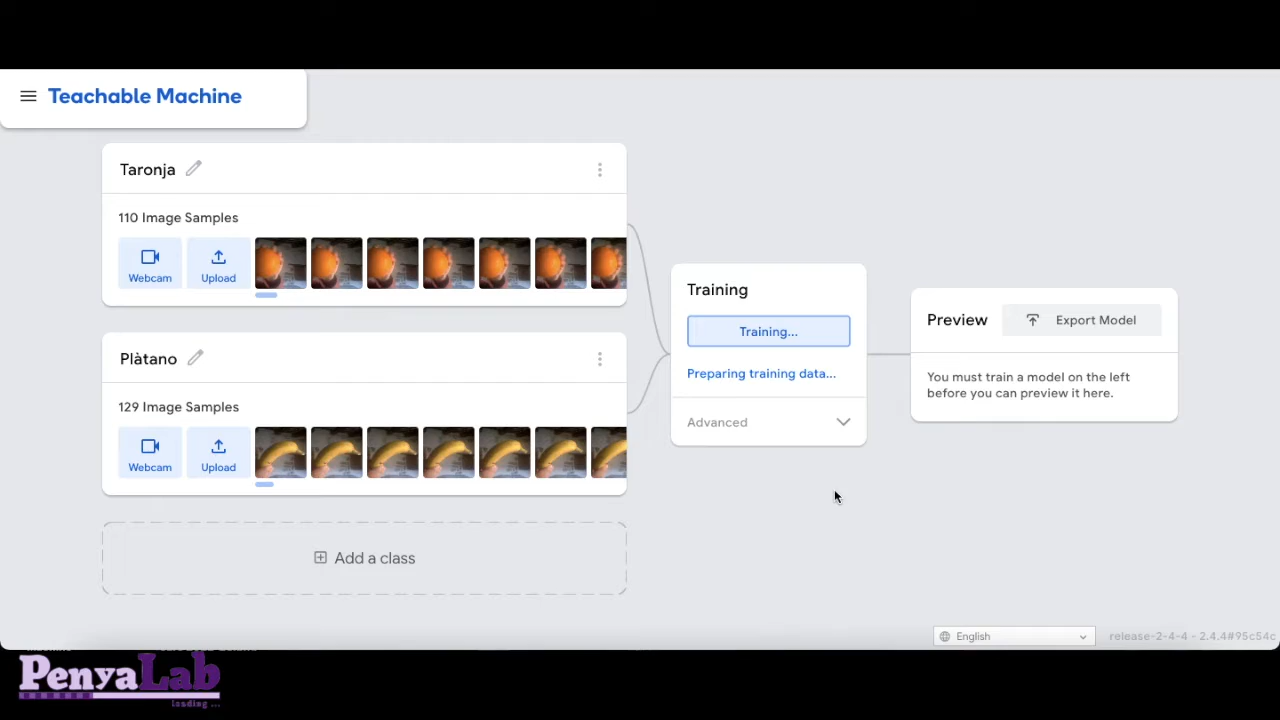 Teachable Machine
Taronja
110 Image Samples
Webcam
Upload
Plàtano
129 Image Samples
Webcam
Upload
Add a class
Training
Training...
Preparing training data...
Advanced
Preview
Export Model
You must train a model on the left
before you can preview it here.
English
release-2-4-4 - 2.4.4#95c54c
PenyaLab
loading ...